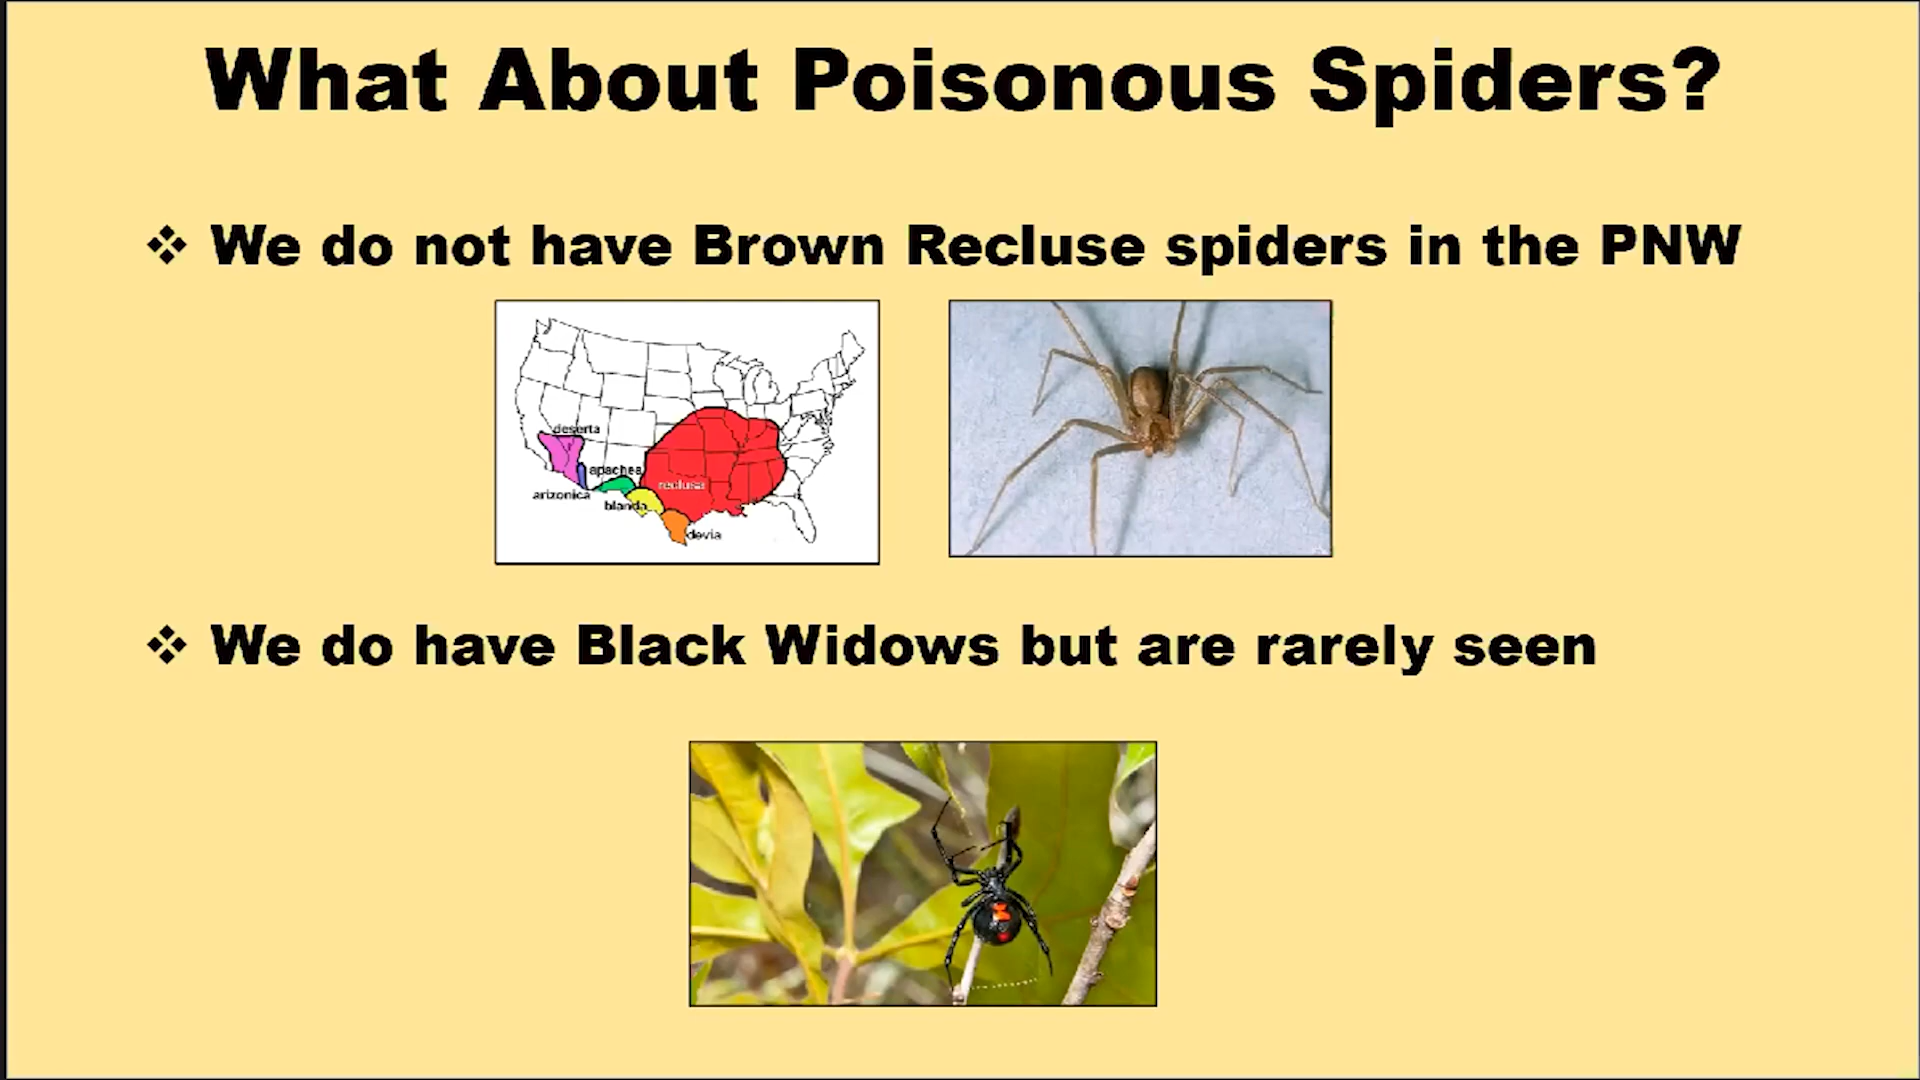 What About Poisonous Spiders?
❖ We do not have Brown Recluse spiders in the PNW
deserta
apachea
reclusa
arizonica
blanda
devia
❖ We do have Black Widows but are rarely seen